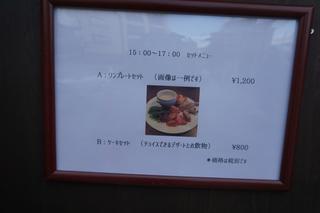 15：00～17：00　セットメニュー
A：ワンプレートセット　（画像は一例です）　¥1,200
B：ケーキセット　（チョイスできるデザートとお飲物）　¥800
＊価格は税別です